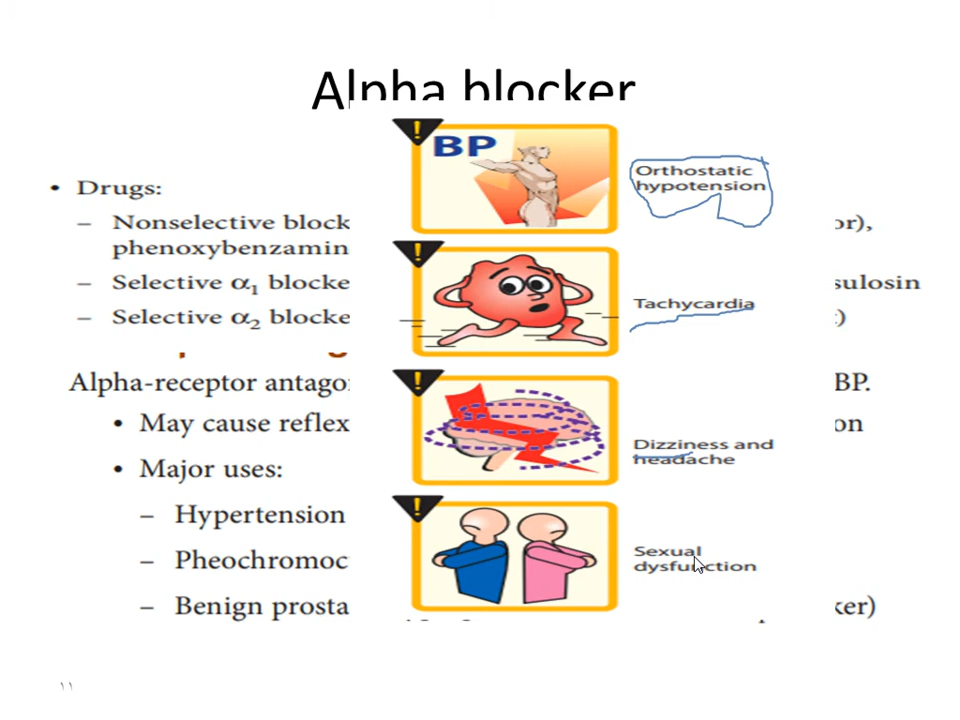 Alpha blocker
BP
Orthostatic
hypotension
• Drugs:
– Nonselective block or),
phenoxybenzamin
– Selective α1 blocke sulosin
Tachycardia
– Selective α2 blocke )
Alpha-receptor antago BP.
• May cause reflex on
Dizziness and
headache
• Major uses:
– Hypertension
Sexual
dysfunction
– Pheochromoc
– Benign prosta ker)
١١